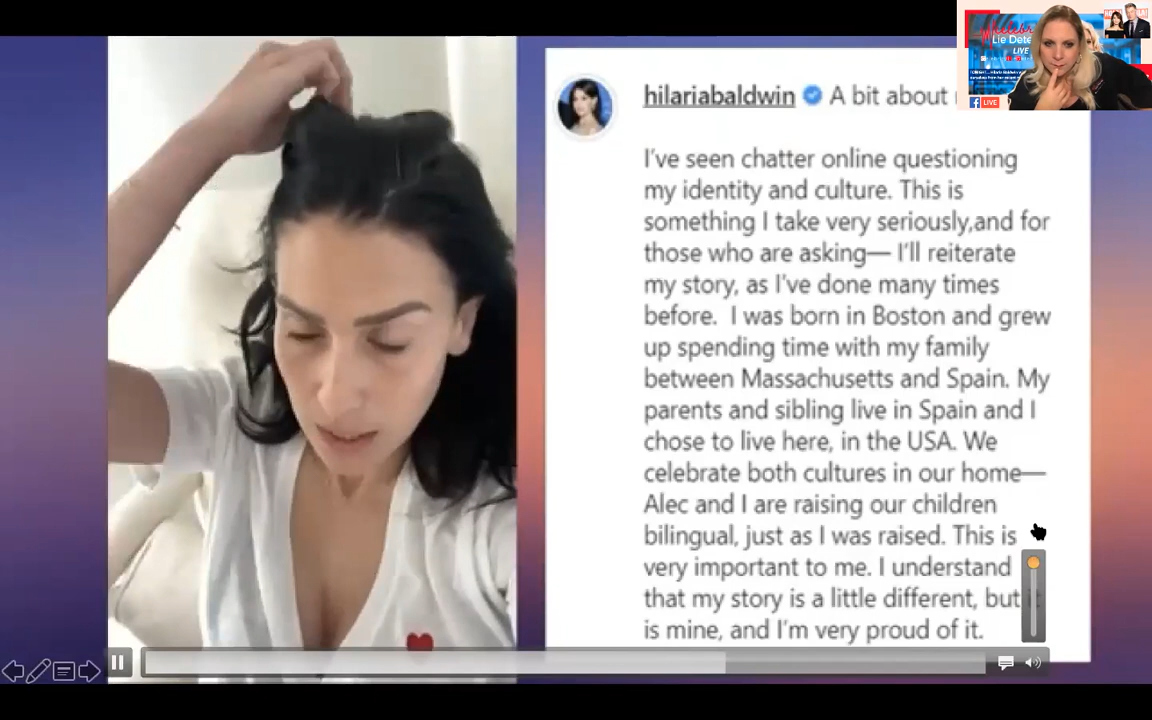 Lie Dete
LIVE
LIVE
hilariabaldwin A bit about
I've seen chatter online questioning
my identity and culture. This is
something I take very seriously,and for
those who are asking— I'll reiterate
my story, as I've done many times
before. I was born in Boston and grew
up spending time with my family
between Massachusetts and Spain. My
parents and sibling live in Spain and I
chose to live here, in the USA. We
celebrate both cultures in our home—
Alec and I are raising our children
bilingual, just as I was raised. This is
very important to me. I understand
that my story is a little different, but it
is mine, and I'm very proud of it.